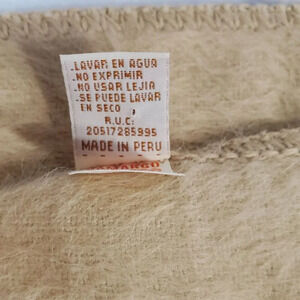 .LAVAR EN AGUA
.NO EXPRIMIR
.NO USAR LEJIA
.SE PUEDE LAVAR
EN SECO ,
R.U.C:
20517285995
MADE IN PERU
- - - - -